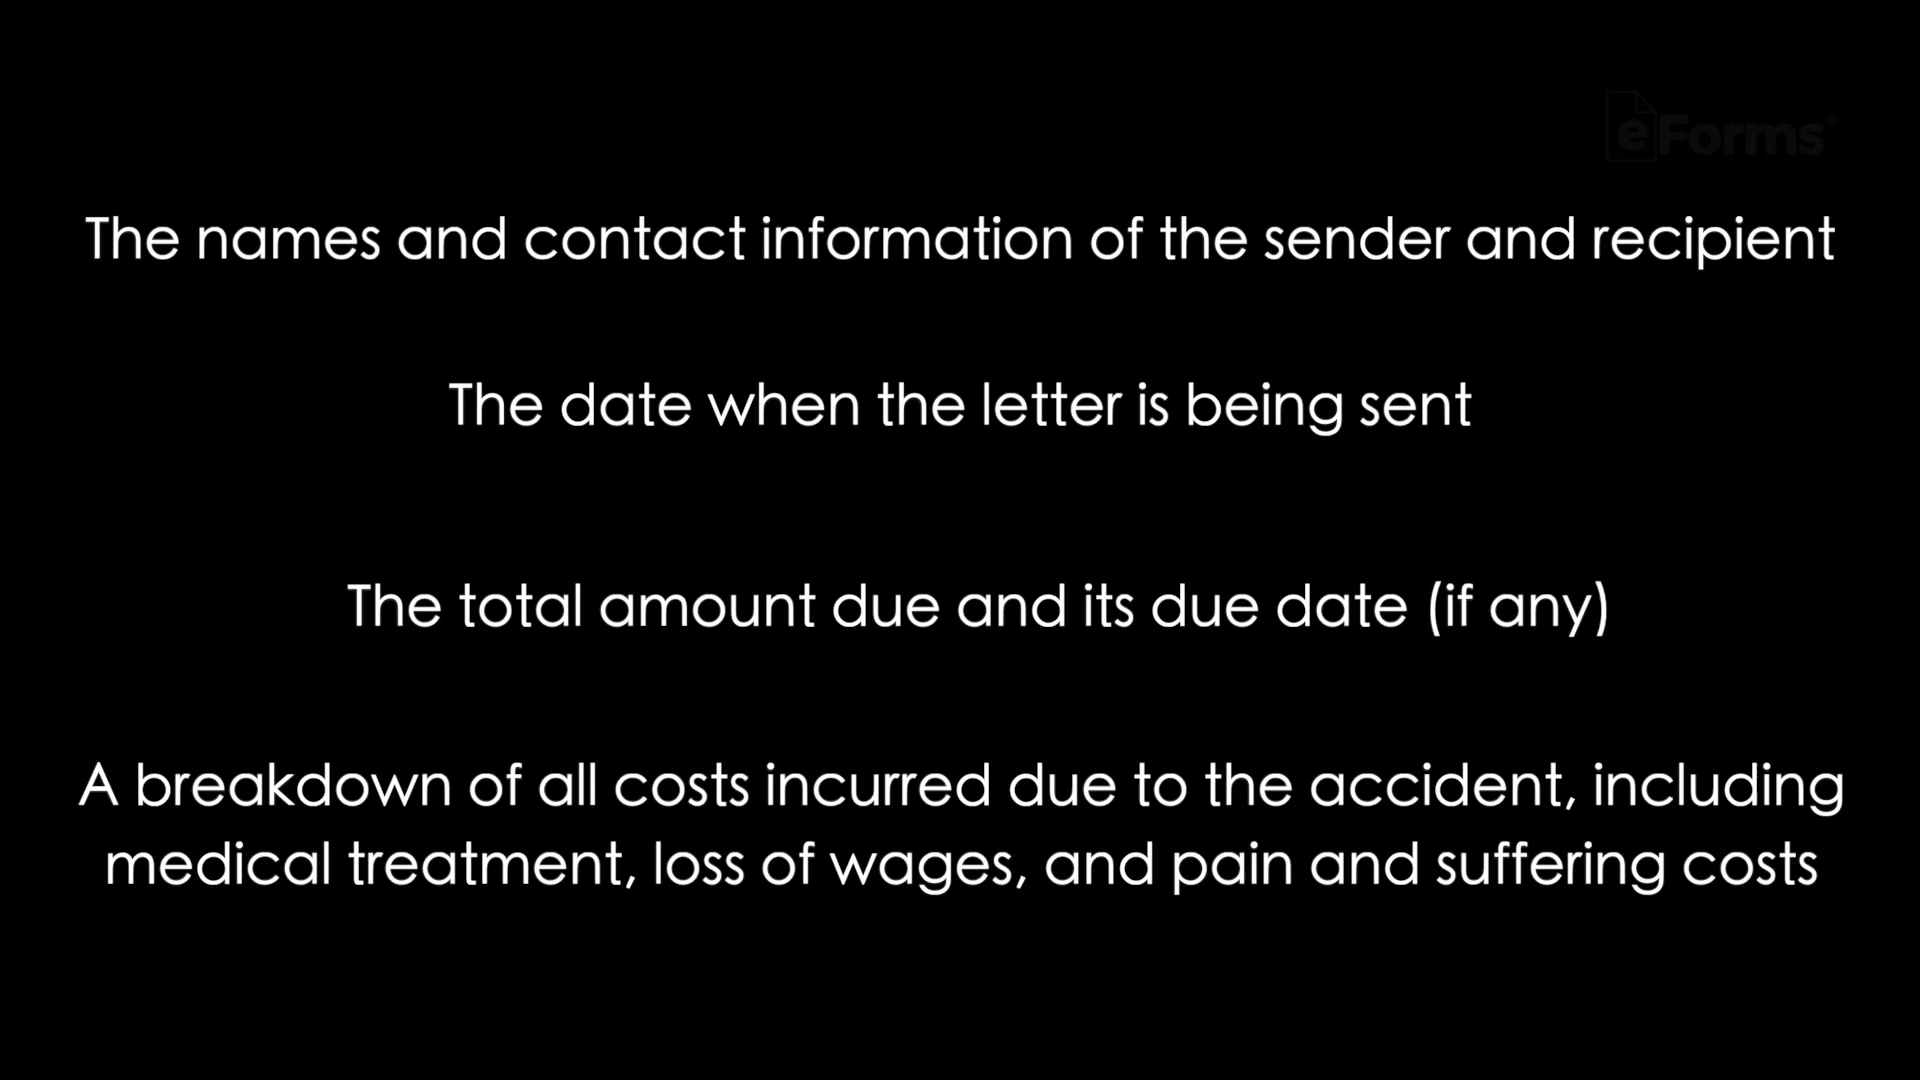 eForms®
The names and contact information of the sender and recipient
The date when the letter is being sent
The total amount due and its due date (if any)
A breakdown of all costs incurred due to the accident, including
medical treatment, loss of wages, and pain and suffering costs